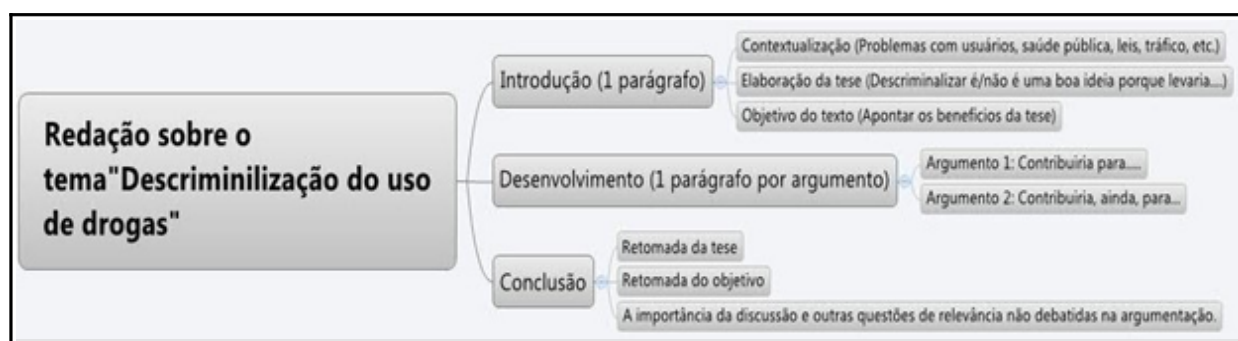 Redação sobre o
tema"Descriminilização do uso
de drogas"
Introdução (1 parágrafo)
Contextualização (Problemas com usuários, saúde pública, leis, tráfico, etc.)
Elaboração da tese (Descriminalizar é/não é uma boa ideia porque levaria....)
Objetivo do texto (Apontar os benefícios da tese)
Desenvolvimento (1 parágrafo por argumento)
Argumento 1: Contribuiria para.....
Argumento 2: Contribuiria, ainda, para...
Conclusão
Retomada da tese
Retomada do objetivo
A importância da discussão e outras questões de relevância não debatidas na argumentação.